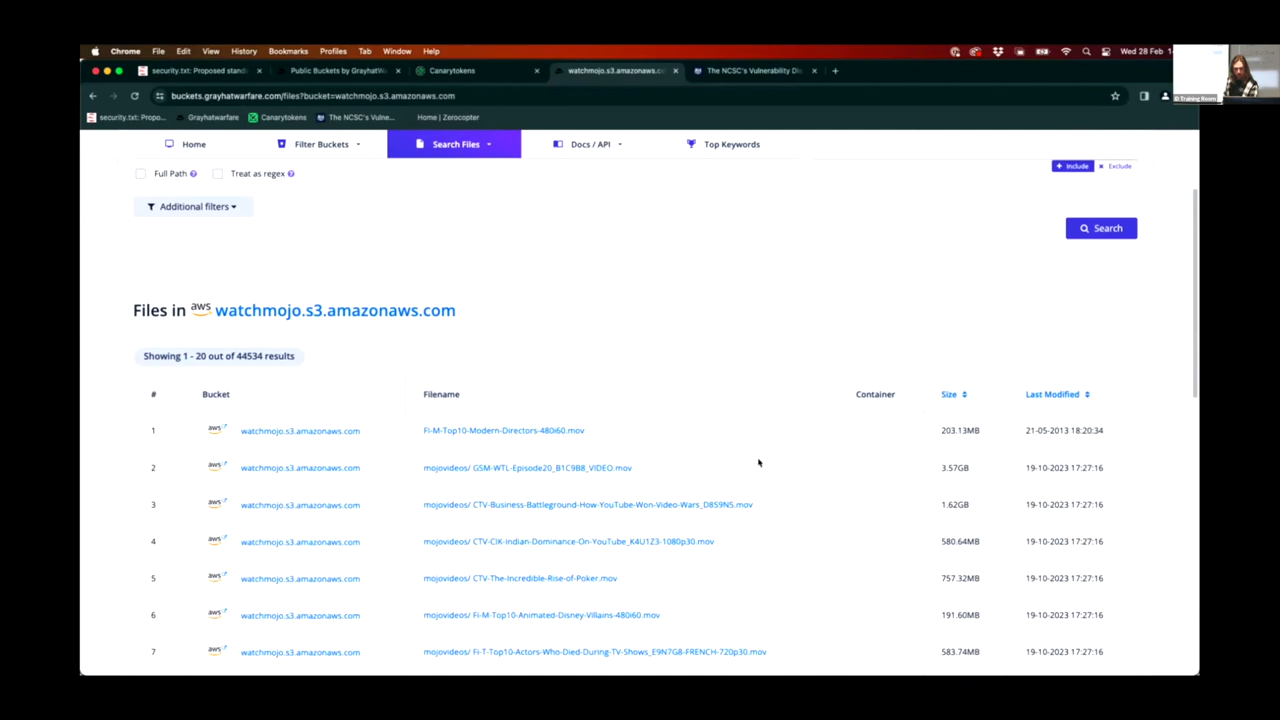 Chrome File Edit View History Bookmarks Profiles Tab Window Help
Wed 28 Feb
security.txt: Proposed stand
Public Buckets by GrayhatWa
Canarytokens
watchmojo.s3.amazonaws.co
The NCSC's Vulnerability Dis
buckets.grayhatwarfare.com/files?bucket=watchmojo.s3.amazonaws.com
security.txt: Propo...
Grayhatwarfare
Canarytokens
The NCSC's Vulne...
Home | Zerocopter
Training Room
Home
Filter Buckets
Search Files
Docs / API
Top Keywords
Include
Exclude
Full Path
Treat as regex
Additional filters
Search
Files in aws watchmojo.s3.amazonaws.com
Showing 1 - 20 out of 44534 results
# Bucket Filename Container Size Last Modified
1 aws watchmojo.s3.amazonaws.com FI-M-Top10-Modern-Directors-480i60.mov 203.13MB 21-05-2013 18:20:34
2 aws watchmojo.s3.amazonaws.com mojovideos/ GSM-WTL-Episode20_B1C9B8_VIDEO.mov 3.57GB 19-10-2023 17:27:16
3 aws watchmojo.s3.amazonaws.com mojovideos/ CTV-Business-Battleground-How-YouTube-Won-Video-Wars_D8S9N5.mov 1.62GB 19-10-2023 17:27:16
4 aws watchmojo.s3.amazonaws.com mojovideos/ CTV-CIK-Indian-Dominance-On-YouTube_K4U1Z3-1080p30.mov 580.64MB 19-10-2023 17:27:16
5 aws watchmojo.s3.amazonaws.com mojovideos/ CTV-The-Incredible-Rise-of-Poker.mov 757.32MB 19-10-2023 17:27:16
6 aws watchmojo.s3.amazonaws.com mojovideos/ Fi-M-Top10-Animated-Disney-Villains-480i60.mov 191.60MB 19-10-2023 17:27:16
7 aws watchmojo.s3.amazonaws.com mojovideos/ Fi-T-Top10-Actors-Who-Died-During-TV-Shows_E9N7G8-FRENCH-720p30.mov 583.74MB 19-10-2023 17:27:16